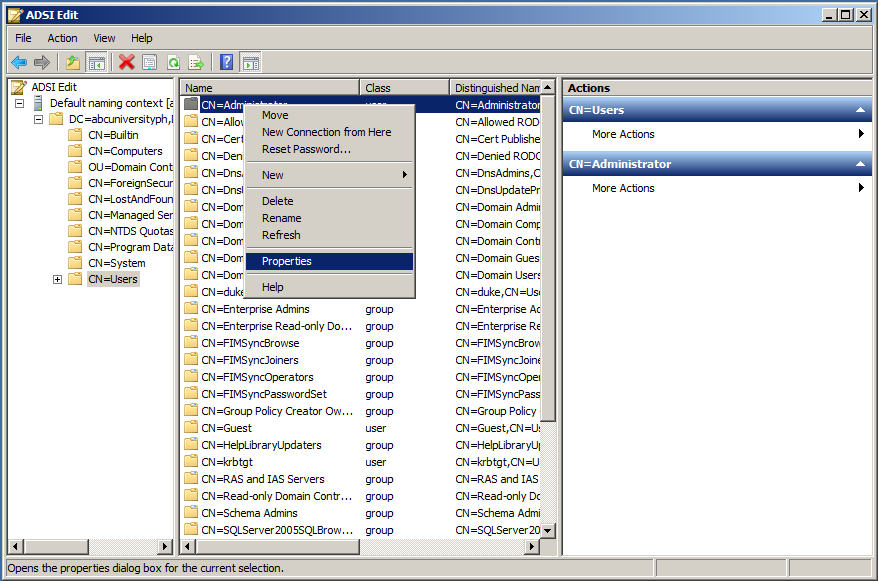 ADSI Edit
File Action View Help
ADSI Edit
Default naming context [a
DC=abcuniversityph,
CN=Builtin
CN=Computers
OU=Domain Cont
CN=ForeignSecur
CN=LostAndFoun
CN=Managed Ser
CN=NTDS Quotas
CN=Program Data
CN=System
CN=Users
Name Class Distinguished Nam
CN=Administrator CN=Administrator
CN=Allow CN=Allowed ROD
CN=Cert CN=Cert Publishe
CN=Deni CN=Denied RODC
CN=DnsA CN=DnsAdmins,C
CN=DnsU CN=DnsUpdatePr
CN=Dom CN=Domain Admi
CN=Dom CN=Domain Comp
CN=Dom CN=Domain Contr
CN=Dom CN=Domain Gues
CN=Dom CN=Domain Users
CN=duke CN=duke,CN=Use
CN=Enterprise Admins group CN=Enterprise Ad
CN=Enterprise Read-only Do... group CN=Enterprise Re
CN=FIMSyncBrowse group CN=FIMSyncBrow
CN=FIMSyncJoiners group CN=FIMSyncJoine
CN=FIMSyncOperators group CN=FIMSyncOper
CN=FIMSyncPasswordSet group CN=FIMSyncPass
CN=Group Policy Creator Ow... group CN=Group Policy
CN=Guest user CN=Guest,CN=Us
CN=HelpLibraryUpdaters group CN=HelpLibraryU
CN=krbtgt user CN=krbtgt,CN=U
CN=RAS and IAS Servers group CN=RAS and IAS
CN=Read-only Domain Contr... group CN=Read-only Do
CN=Schema Admins group CN=Schema Admi
CN=SQLServer2005SQLBrow... group CN=SQLServer20
Move
New Connection from Here
Reset Password...
New
Delete
Rename
Refresh
Properties
Help
Actions
CN=Users
More Actions
CN=Administrator
More Actions
Opens the properties dialog box for the current selection.